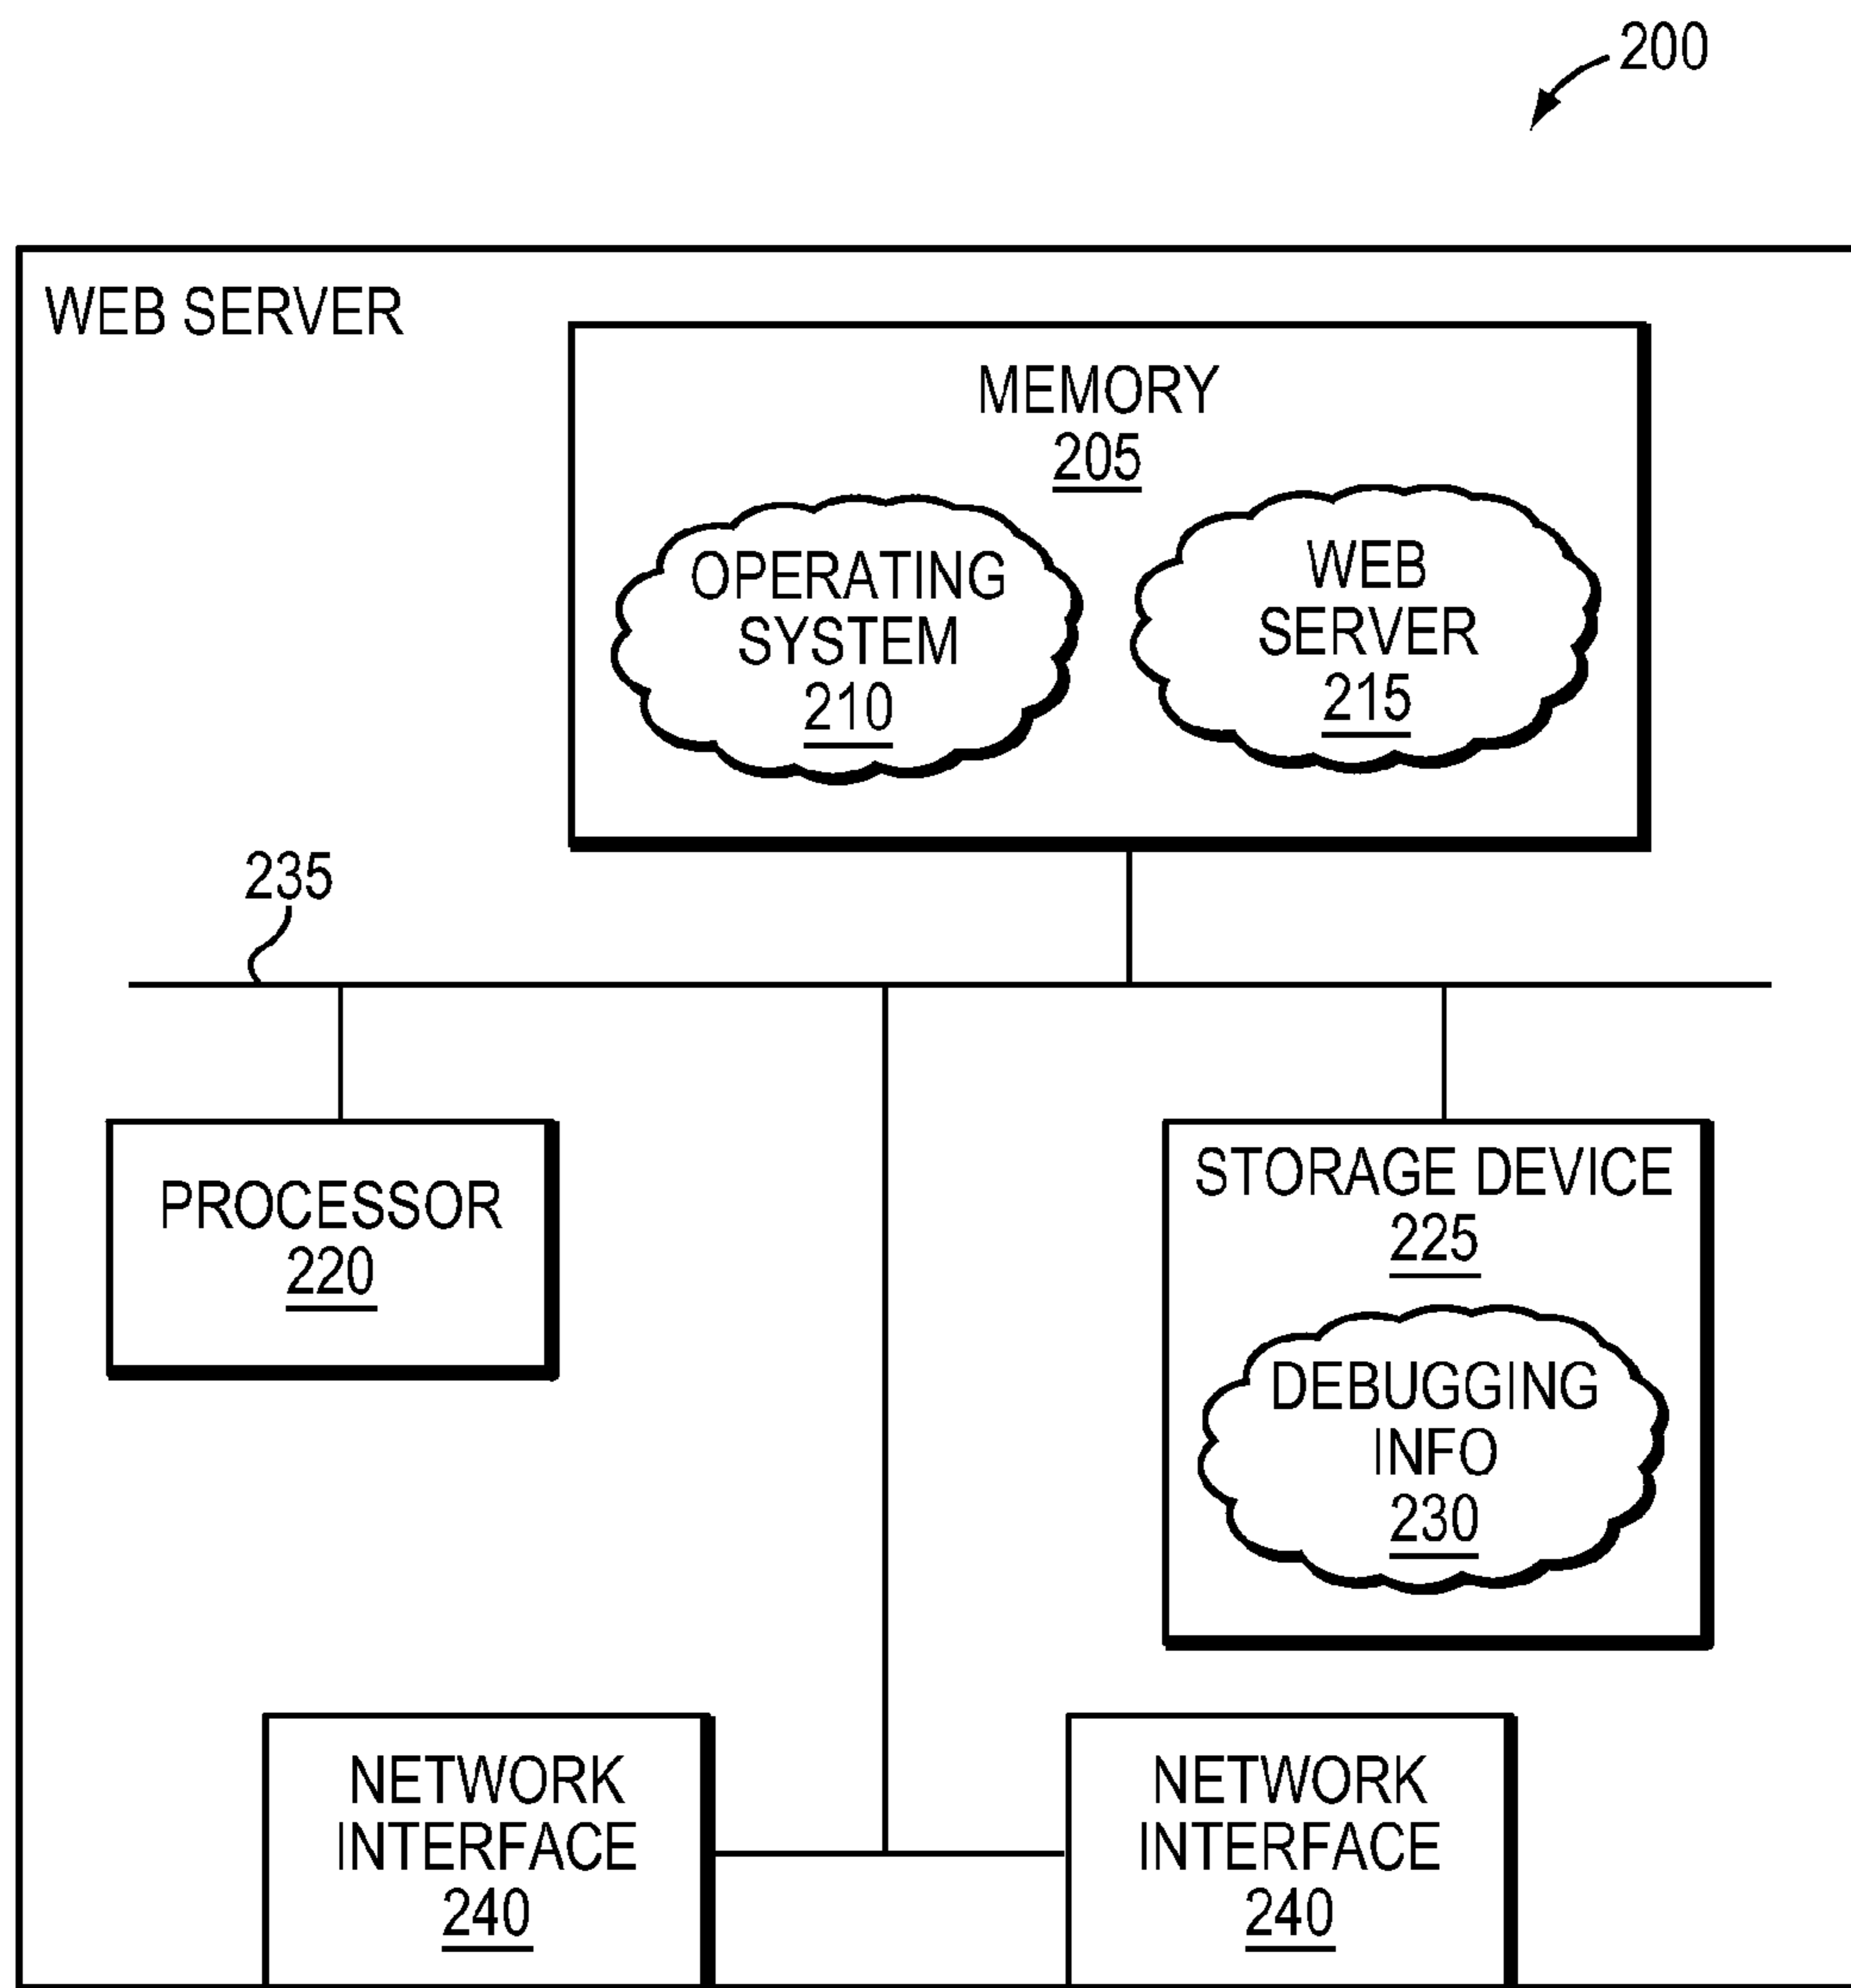 200
WEB SERVER
MEMORY
205
OPERATING
SYSTEM
210
WEB
SERVER
215
235
PROCESSOR
220
STORAGE DEVICE
225
DEBUGGING
INFO
230
NETWORK
INTERFACE
240
NETWORK
INTERFACE
240